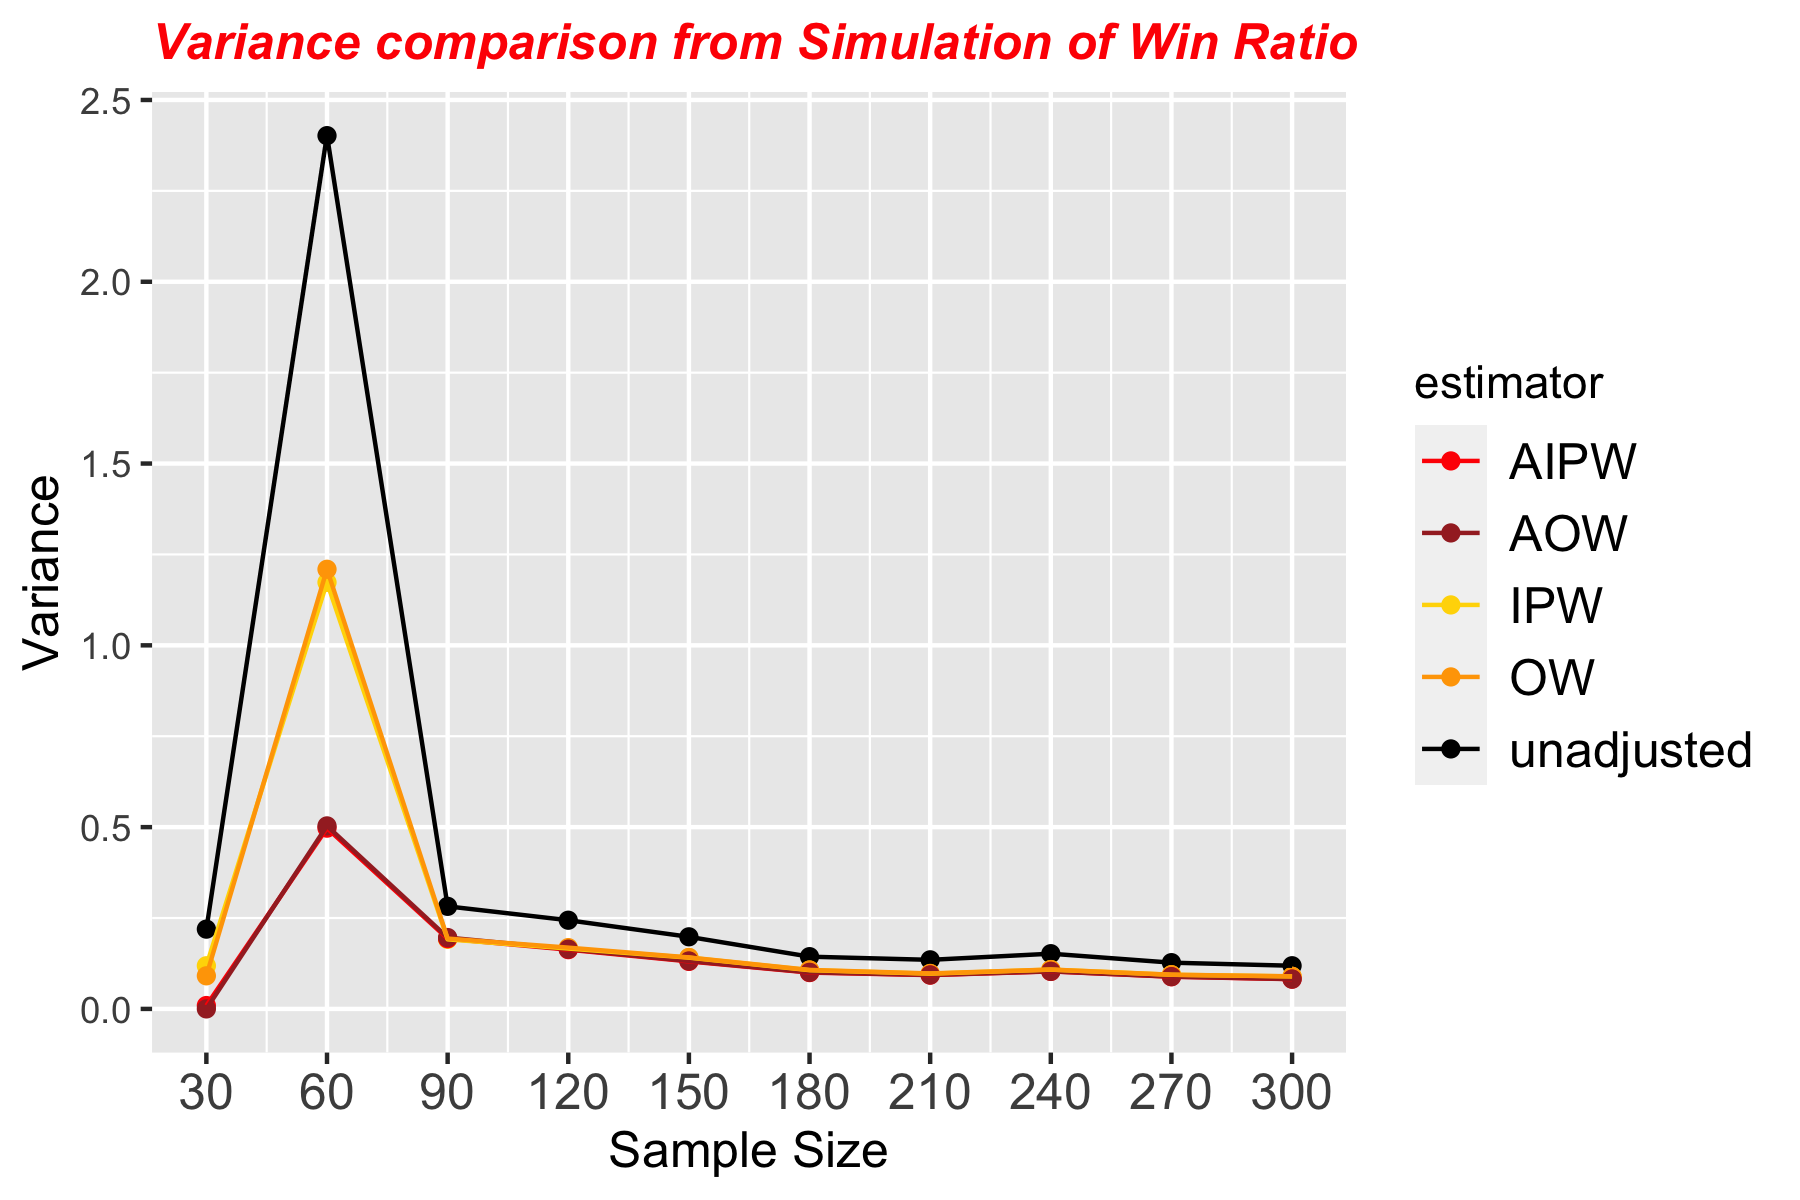 Variance comparison from Simulation of Win Ratio
2.5
2.0
1.5
1.0
0.5
0.0
Variance
30 60 90 120 150 180 210 240 270 300
Sample Size
estimator
AIPW
AOW
IPW
OW
unadjusted